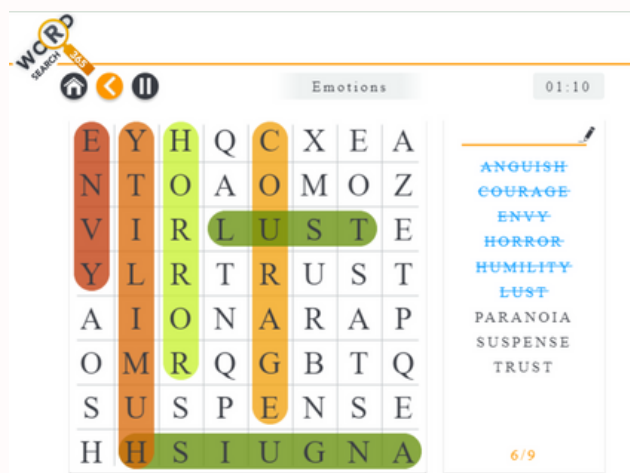 WORD
SEARCH
365
Emotions
01:10
E Y H Q C X E A
N T O A O M O Z
V I R L U S T E
Y L R T R U S T
A I O N A R A P
O M R Q G B T Q
S U S P E N S E
H H S I U G N A
ANGUISH
COURAGE
ENVY
HORROR
HUMILITY
LUST
PARANOIA
SUSPENSE
TRUST
6/9